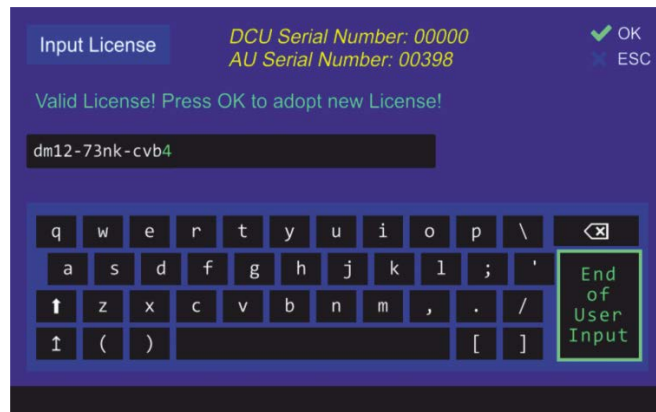 Input License
DCU Serial Number: 00000
AU Serial Number: 00398
OK
ESC
Valid License! Press OK to adopt new License!
dm12-73nk-cvb4
q w e r t y u i o p \
a s d f g h j k l ; '
z x c v b n m , . /
( ) [ ]
End
of
User
Input